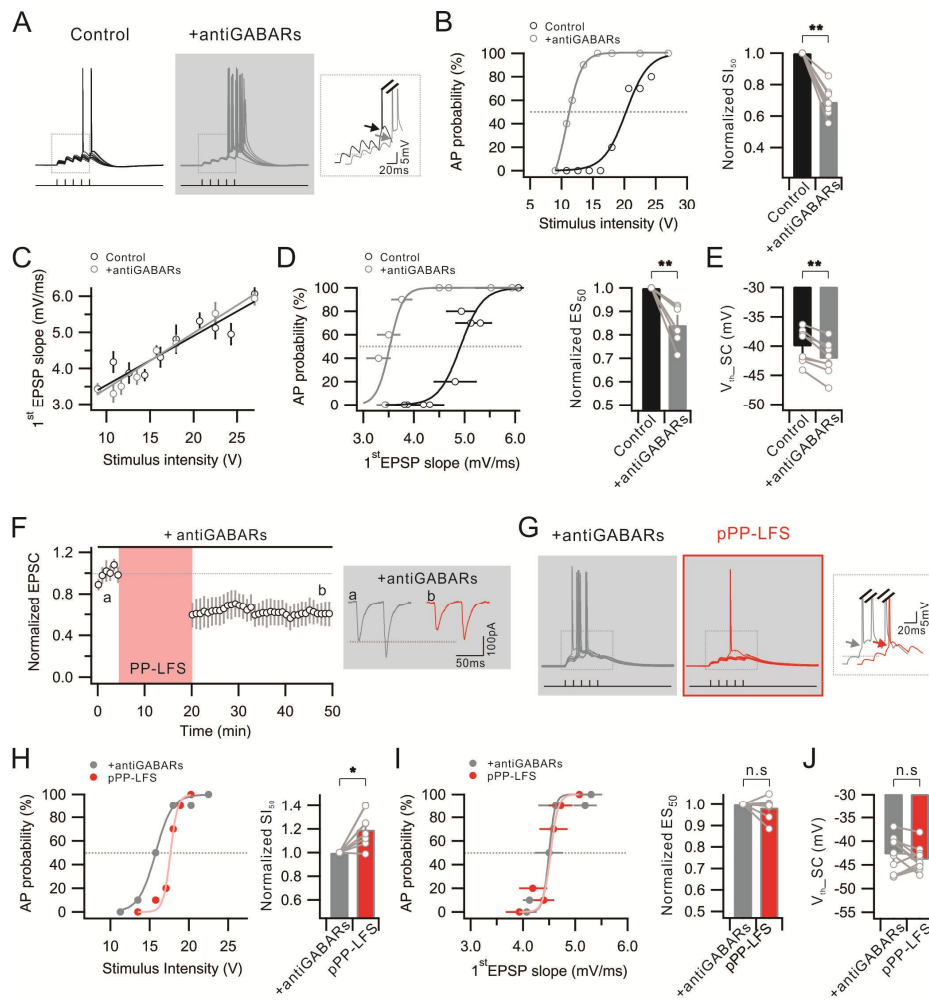 A
Control
+antiGABARs
20ms
5mV
B
Control
+antiGABARs
AP probability (%)
100
80
60
40
20
0
5
10
15
20
25
30
Stimulus intensity (V)
**
Normalized SI50
1.0
0.8
0.6
0.4
Control
+antiGABARs
C
Control
+antiGABARs
1st EPSP slope (mV/ms)
6.0
5.0
4.0
3.0
10
15
20
25
Stimulus intensity (V)
D
Control
+antiGABARs
AP probability (%)
100
80
60
40
20
0
3.0
4.0
5.0
6.0
1stEPSP slope (mV/ms)
**
Normalized ES50
1.0
0.9
0.8
0.7
0.6
0.5
Control
+antiGABARs
E
**
Vth_SC (mV)
-30
-35
-40
-45
-50
Control
+antiGABARs
F
+ antiGABARs
Normalized EPSC
1.2
0.8
0.4
0.0
a
b
PP-LFS
0
10
20
30
40
50
Time (min)
+antiGABARs
a
b
100pA
50ms
G
+antiGABARs
pPP-LFS
20ms
5mV
H
+antiGABARs
pPP-LFS
AP probability (%)
100
80
60
40
20
0
10
15
20
25
Stimulus Intensity (V)
*
Normalized SI50
1.4
1.2
1.0
0.8
0.6
+antiGABARs
pPP-LFS
I
+antiGABARs
pPP-LFS
AP probability (%)
100
80
60
40
20
0
3.0
4.0
5.0
6.0
1stEPSP slope (mV/ms)
n.s
Normalized ES50
1.0
0.9
0.8
0.7
0.6
0.5
+antiGABARs
pPP-LFS
J
n.s
Vth_SC (mV)
-30
-35
-40
-45
-50
-55
+antiGABARs
pPP-LFS